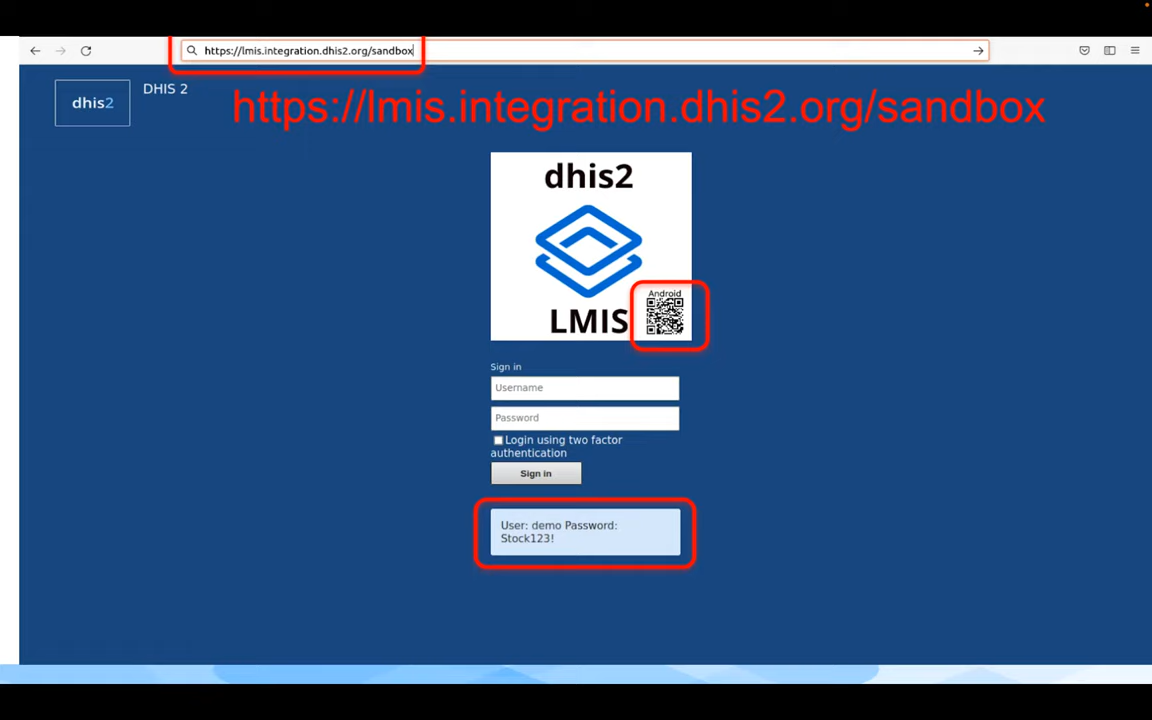 https://lmis.integration.dhis2.org/sandbox
dhis2
DHIS 2
https://lmis.integration.dhis2.org/sandbox
dhis2
Android
LMIS
Sign in
Username
Password
Login using two factor
authentication
Sign in
User: demo Password:
Stock123!